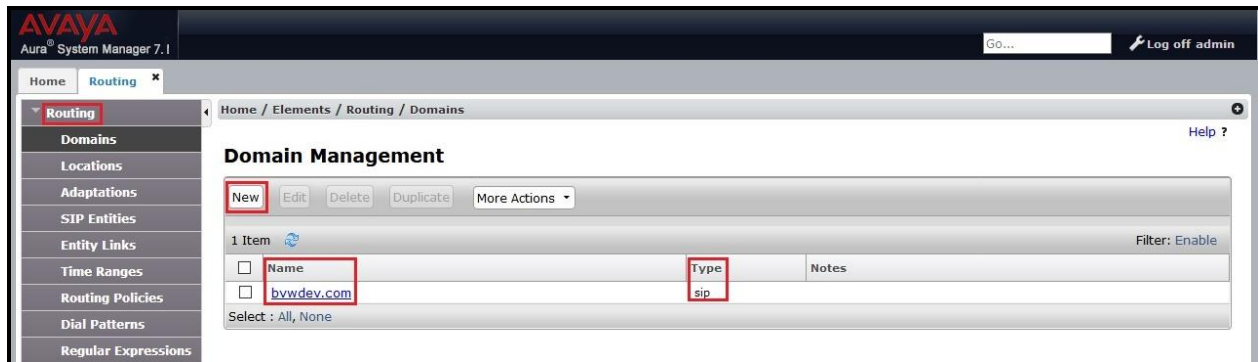 AVAYA
Aura® System Manager 7.1
Go...
Log off admin
Home
Routing ×
Routing
Domains
Locations
Adaptations
SIP Entities
Entity Links
Time Ranges
Routing Policies
Dial Patterns
Regular Expressions
Home / Elements / Routing / Domains
Help ?
Domain Management
New Edit Delete Duplicate More Actions
1 Item
Filter: Enable
Name Type Notes
bvwdev.com sip
Select : All, None